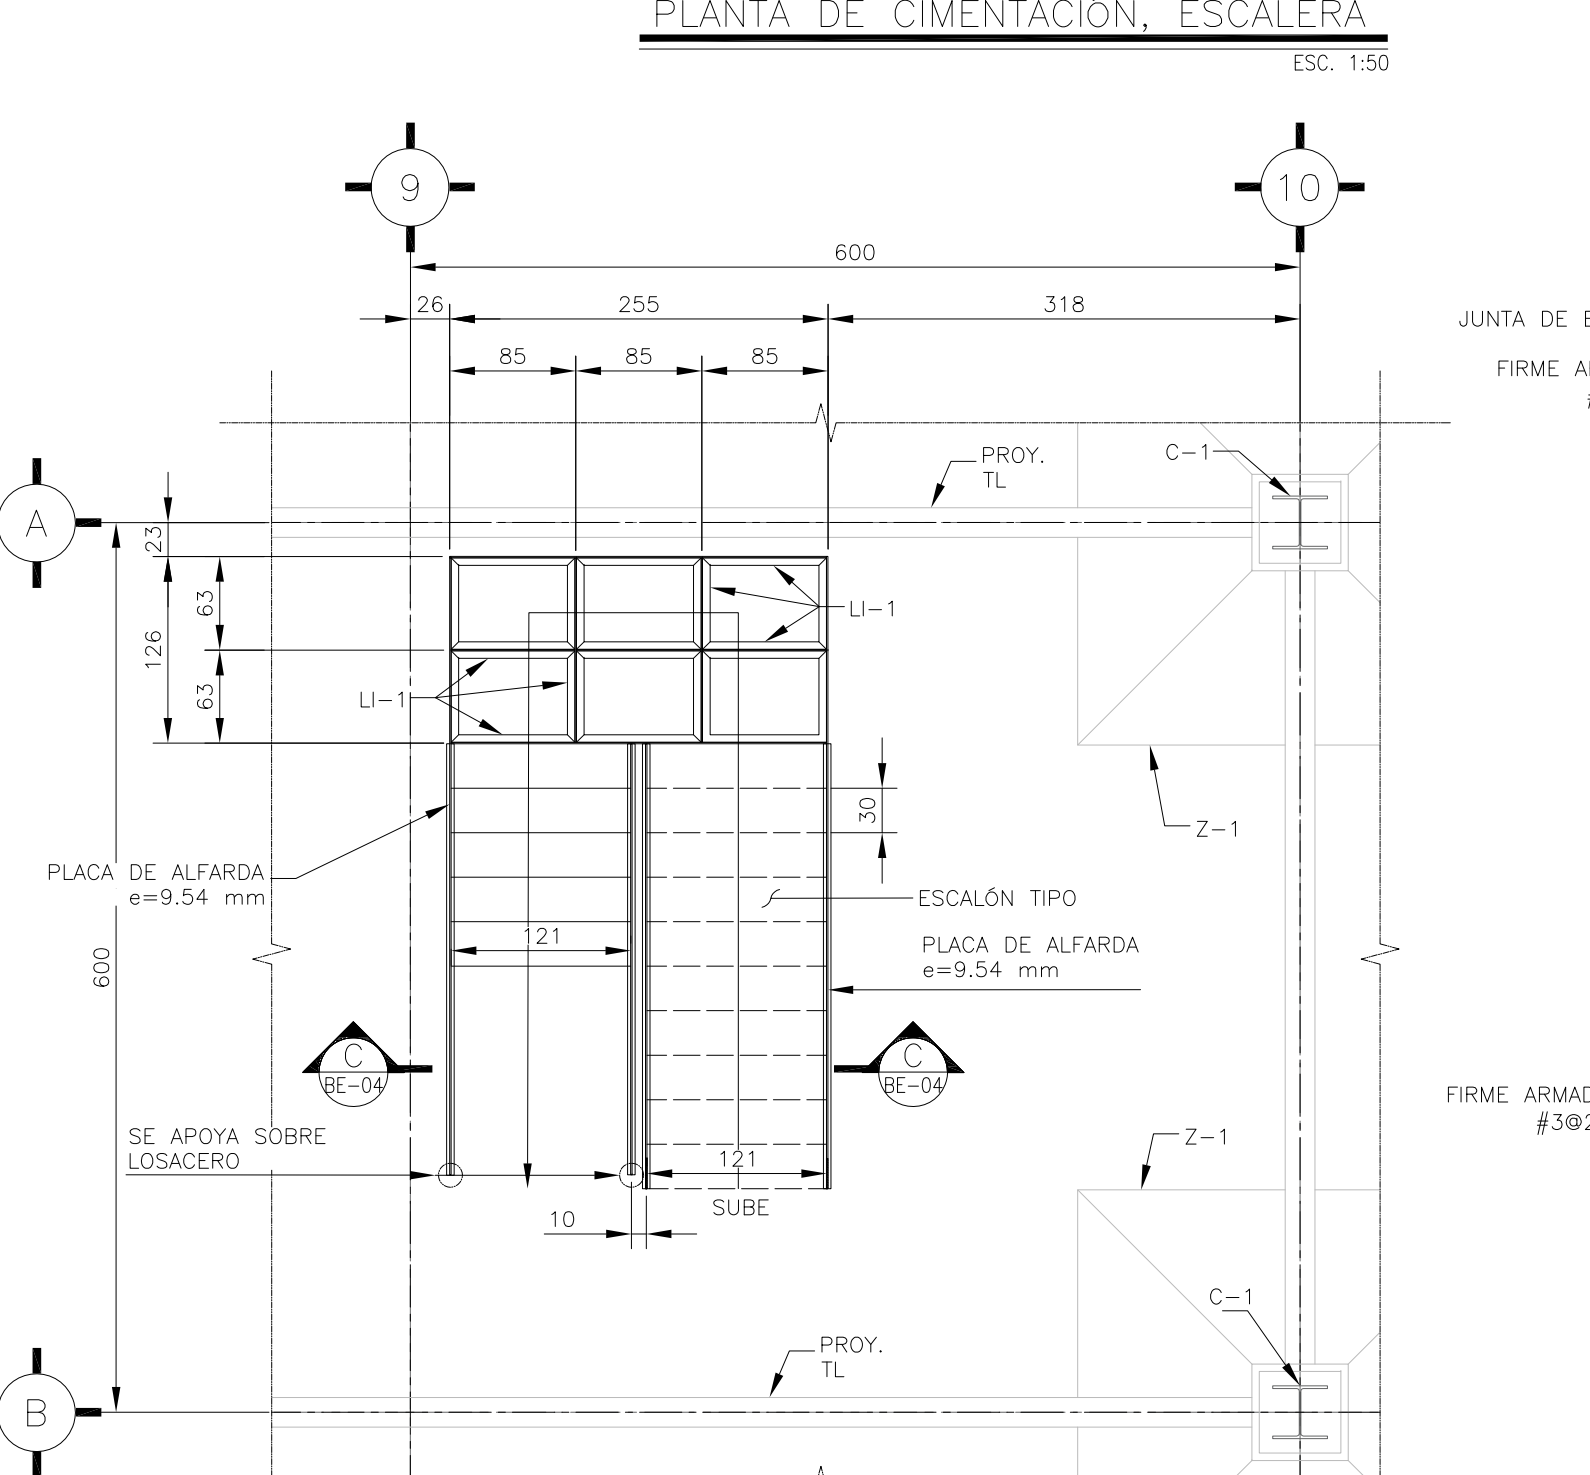 PLANTA DE CIMENTACIÓN, ESCALERA
ESC. 1:50
9
10
600
26
255
318
85
85
85
JUNTA DE
FIRME
PROY.
TL
C-1
A
23
63
126
63
LI-1
LI-1
30
Z-1
PLACA DE ALFARDA
e=9.54 mm
ESCALÓN TIPO
121
PLACA DE ALFARDA
e=9.54 mm
600
C
BE-04
C
BE-04
FIRME
SE APOYA SOBRE
LOSACERO
Z-1
121
SUBE
10
C-1
PROY.
TL
B